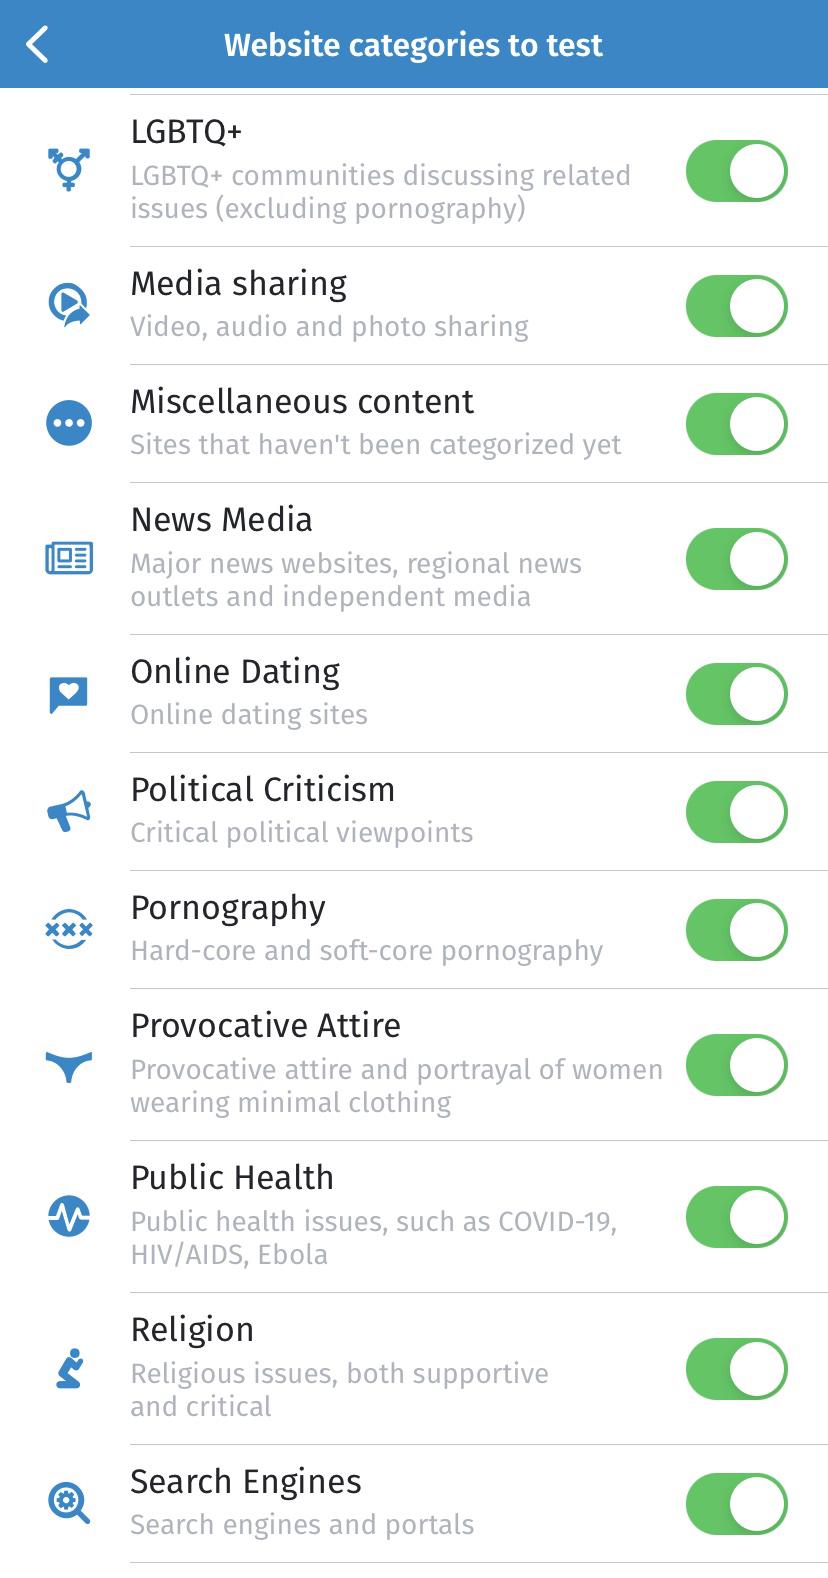 Website categories to test
LGBTQ+
LGBTQ+ communities discussing related
issues (excluding pornography)
Media sharing
Video, audio and photo sharing
Miscellaneous content
Sites that haven't been categorized yet
News Media
Major news websites, regional news
outlets and independent media
Online Dating
Online dating sites
Political Criticism
Critical political viewpoints
XXX
Pornography
Hard-core and soft-core pornography
Provocative Attire
Provocative attire and portrayal of women
wearing minimal clothing
Public Health
Public health issues, such as COVID-19,
HIV/AIDS, Ebola
Religion
Religious issues, both supportive
and critical
Search Engines
Search engines and portals